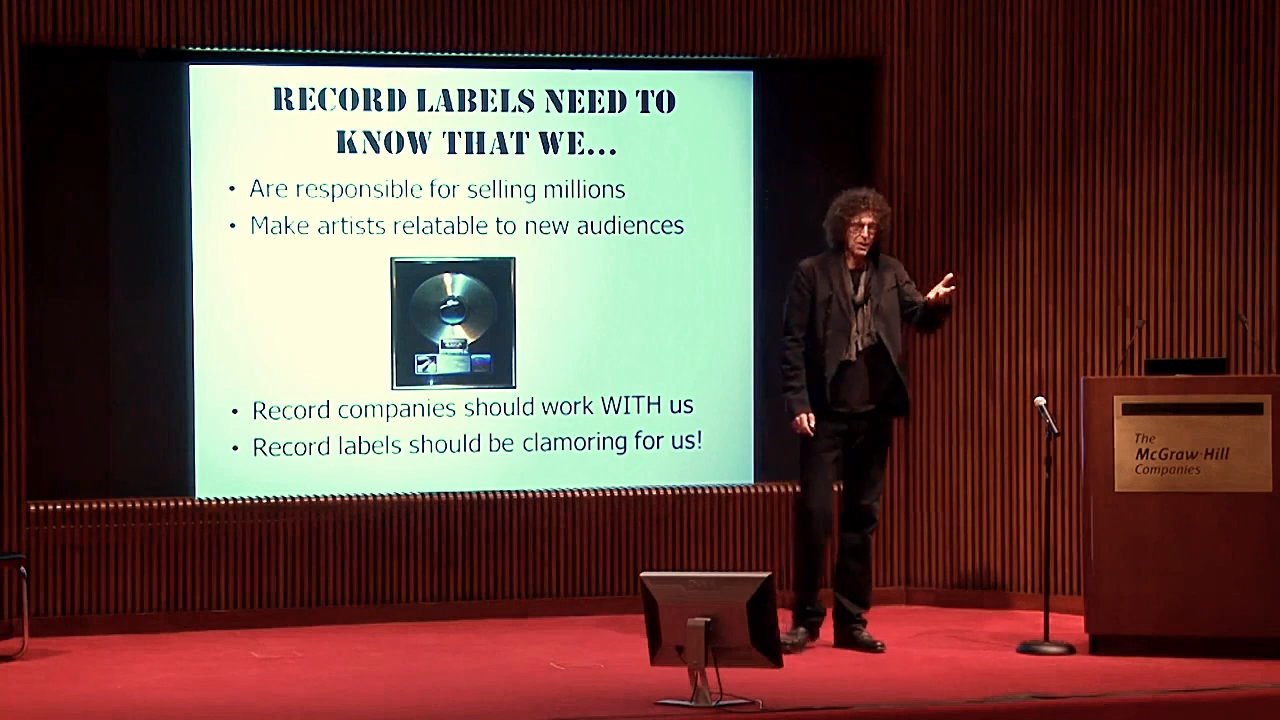 RECORD LABELS NEED TO
KNOW THAT WE...
• Are responsible for selling millions
• Make artists relatable to new audiences
• Record companies should work WITH us
• Record labels should be clamoring for us!
The
McGraw·Hill
Companies